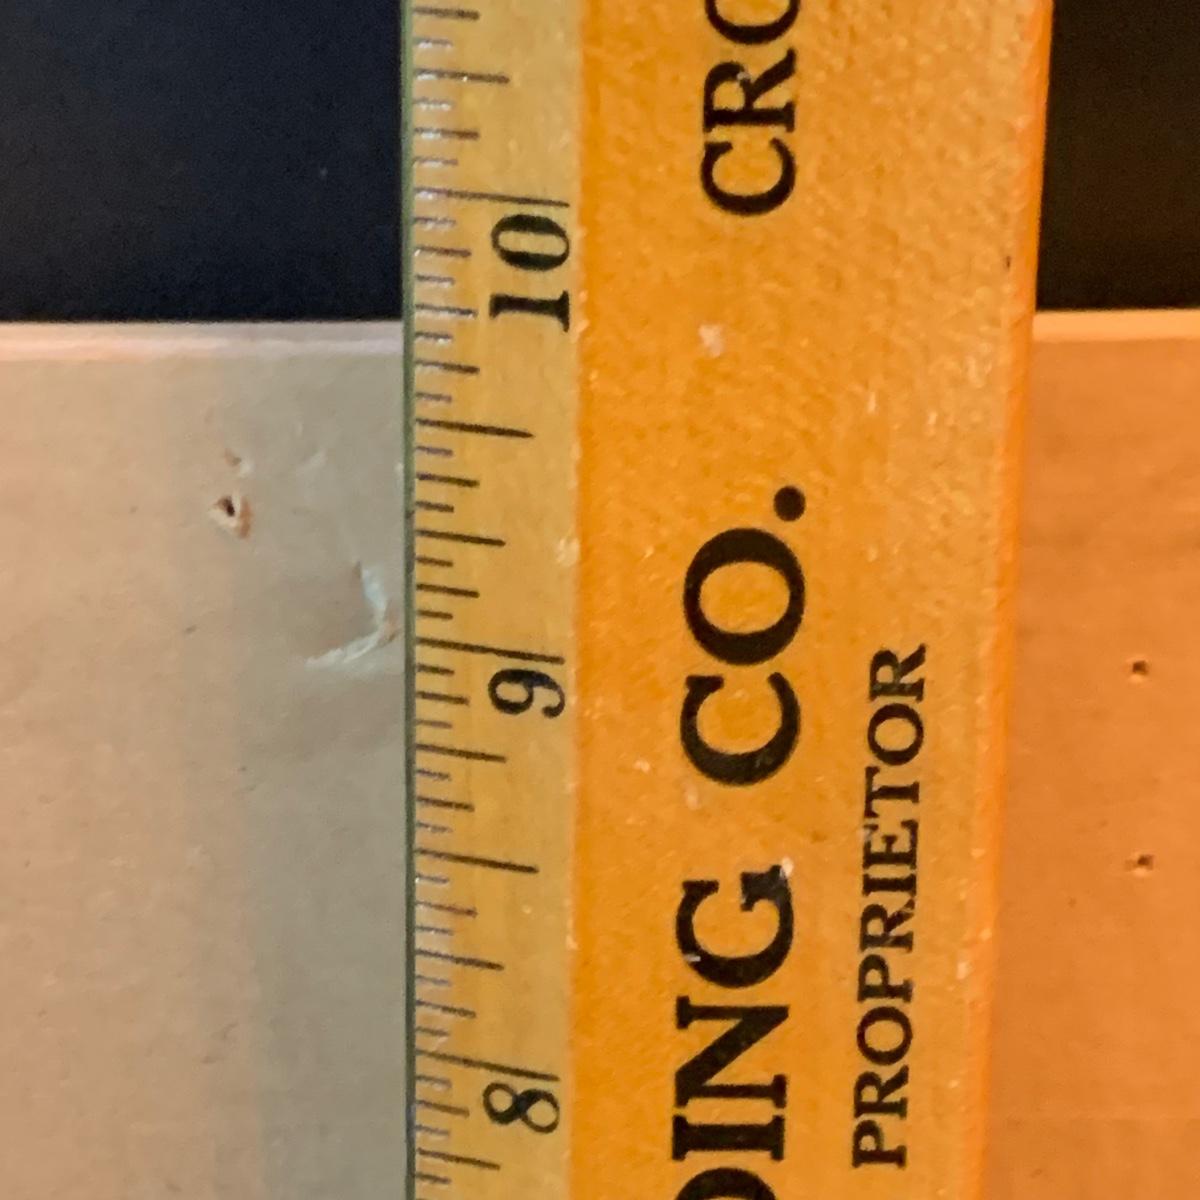 DING CO. CRO
PROPRIETOR
8 9 10